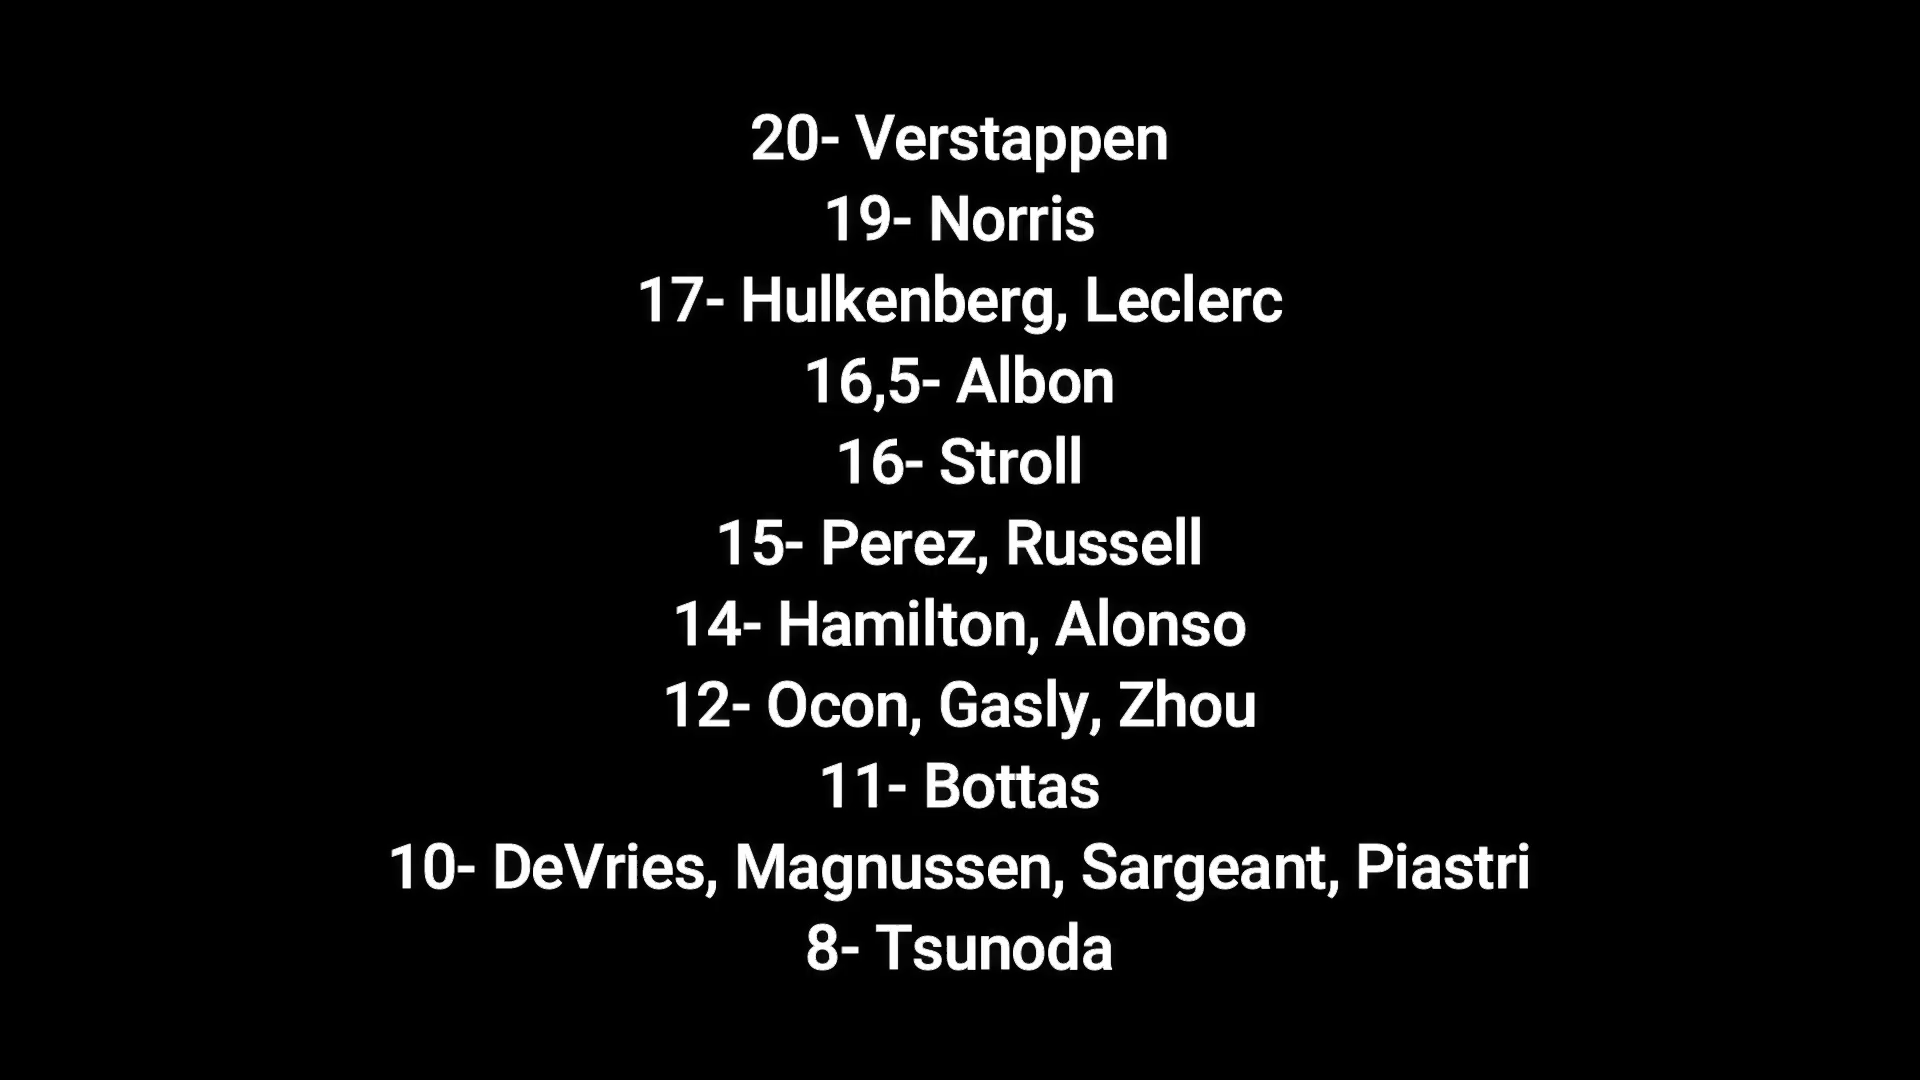 20- Verstappen
19- Norris
17- Hulkenberg, Leclerc
16,5- Albon
16- Stroll
15- Perez, Russell
14- Hamilton, Alonso
12- Ocon, Gasly, Zhou
11- Bottas
10- DeVries, Magnussen, Sargeant, Piastri
8- Tsunoda